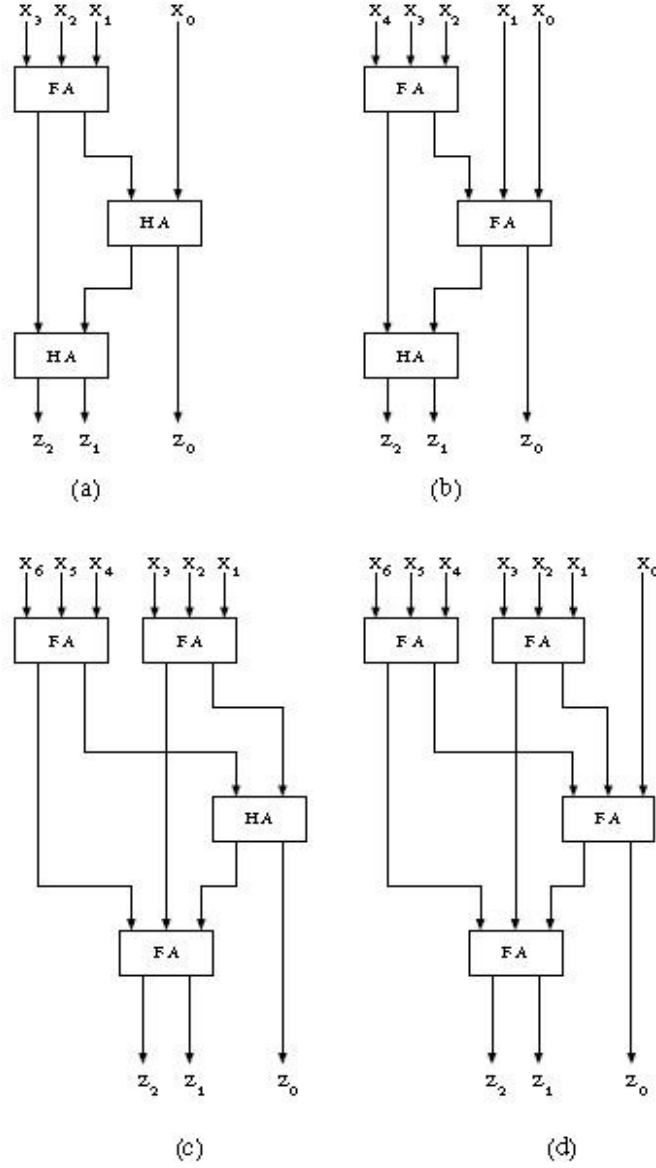 x₃ x₂ x₁ x₀
x₄ x₃ x₂ x₁ x₀
FA
FA
HA
FA
HA
HA
z₂ z₁ z₀
z₂ z₁ z₀
(a)
(b)
x₆ x₅ x₄ x₃ x₂ x₁
x₆ x₅ x₄ x₃ x₂ x₁ x₀
FA
FA
FA
FA
HA
FA
FA
FA
z₂ z₁ z₀
z₂ z₁ z₀
(c)
(d)